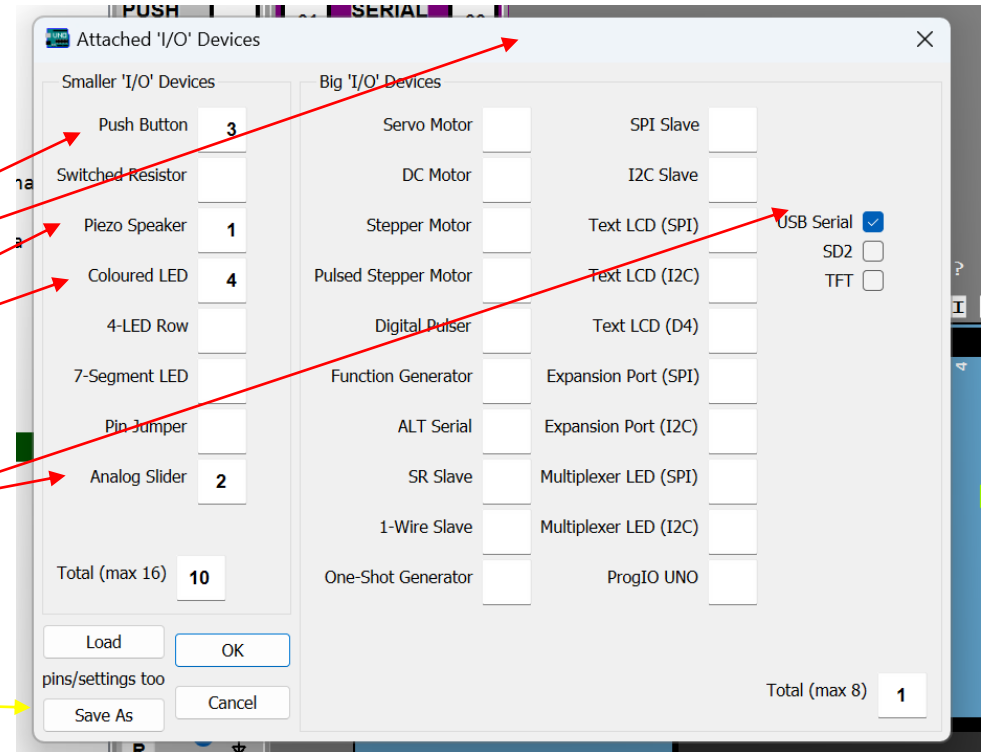 PUSH
SERIAL
UNO
Attached 'I/O' Devices
Smaller 'I/O' Devices
Push Button 3
Switched Resistor
Piezo Speaker 1
Coloured LED 4
4-LED Row
7-Segment LED
Pin Jumper
Analog Slider 2
Total (max 16) 10
Load
OK
pins/settings too
Save As
Cancel
Big 'I/O' Devices
Servo Motor
DC Motor
Stepper Motor
Pulsed Stepper Motor
Digital Pulser
Function Generator
ALT Serial
SR Slave
1-Wire Slave
One-Shot Generator
SPI Slave
I2C Slave
Text LCD (SPI)
Text LCD (I2C)
Text LCD (D4)
Expansion Port (SPI)
Expansion Port (I2C)
Multiplexer LED (SPI)
Multiplexer LED (I2C)
ProgIO UNO
USB Serial
SD2
TFT
Total (max 8) 1
?
I
4
R